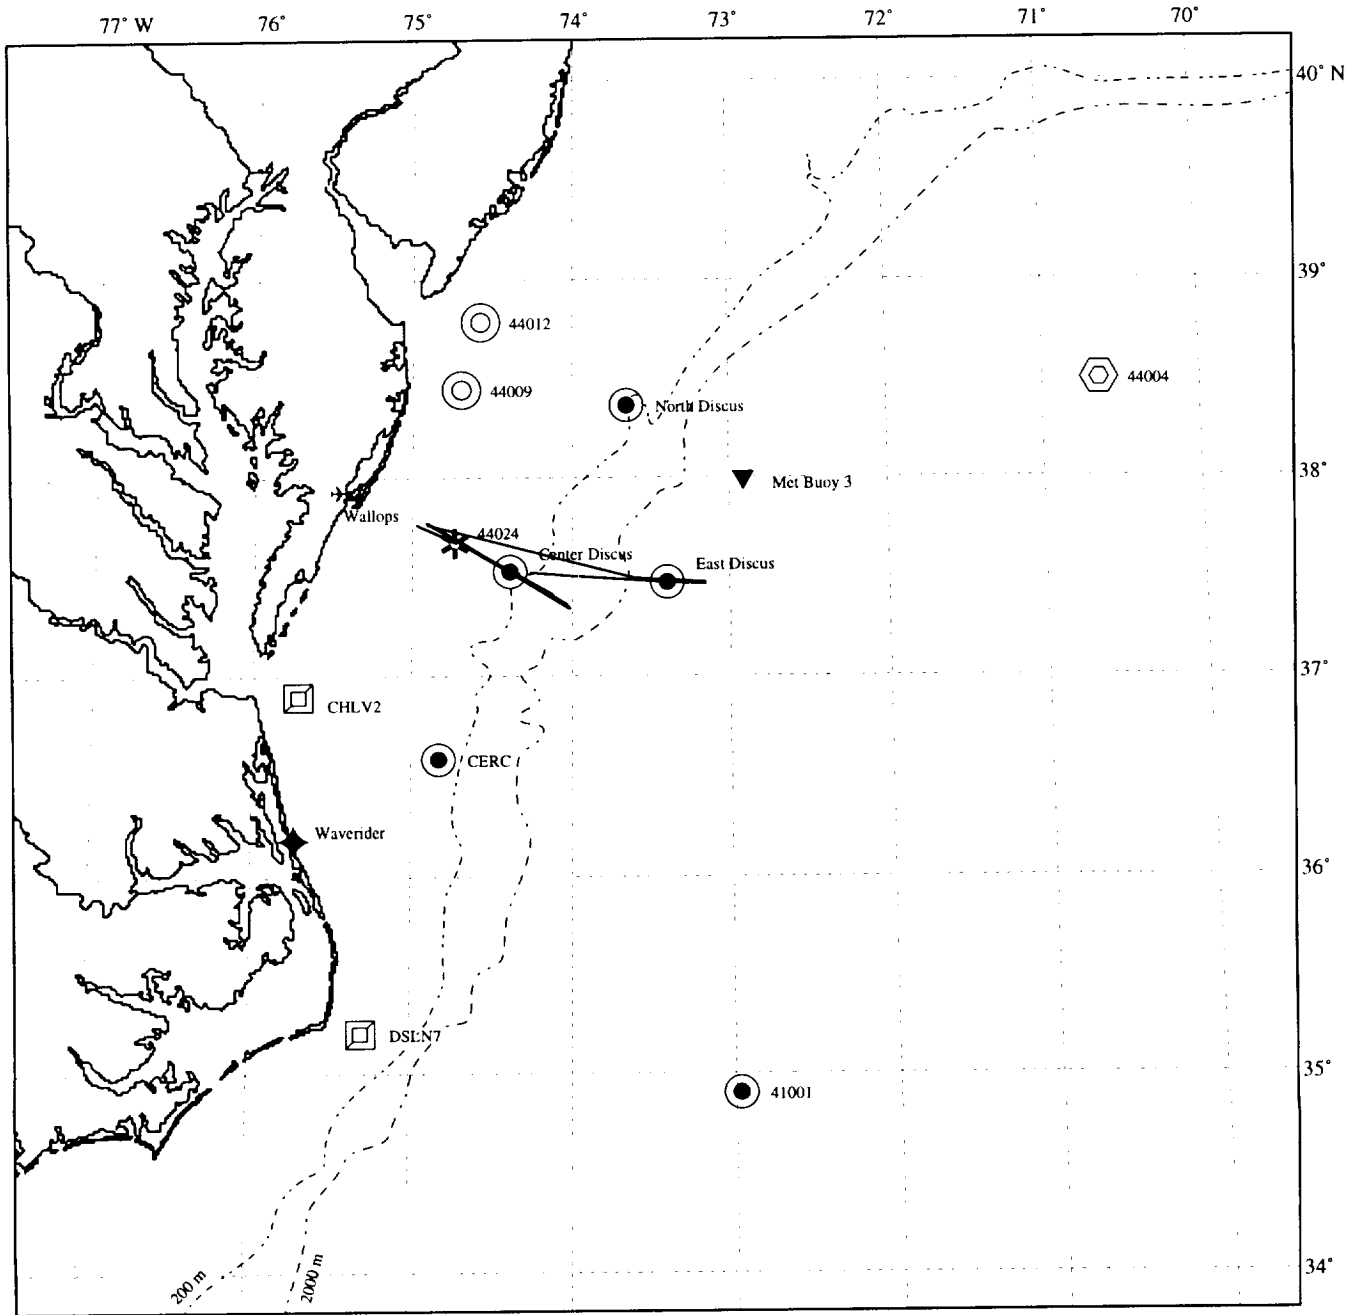 77° W 76° 75° 74° 73° 72° 71° 70°
40° N
39°
44012
44004
44009
North Discus
38°
Met Buoy 3
Wallops
44024
Center Discus
East Discus
37°
CHLV2
CERC
Waverider
36°
DSLN7
35°
41001
34°
200 m
2000 m